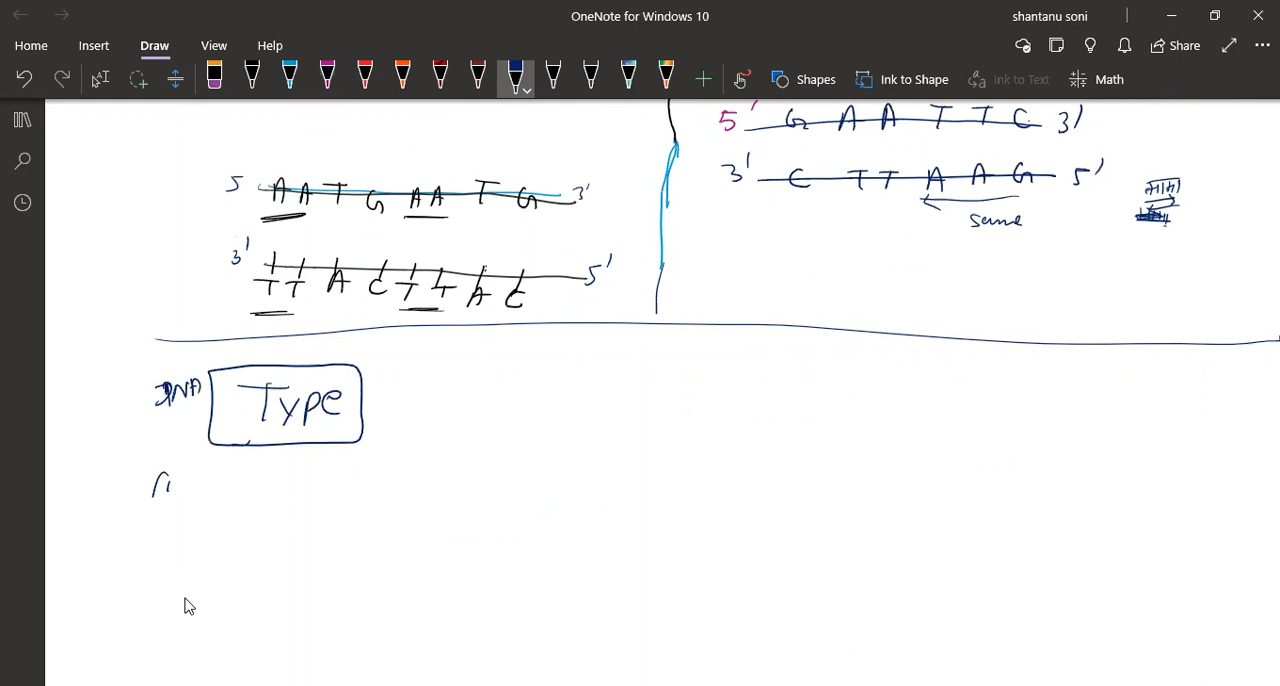 OneNote for Windows 10
shantanu soni
Home Insert Draw View Help
Share
Shapes Ink to Shape Ink to Text Math
5' G A A T T C 3'
3' C T T A A G 5'
same
5 A A T G A A T G 3'
3' T T A C T T A C 5'
DNA Type